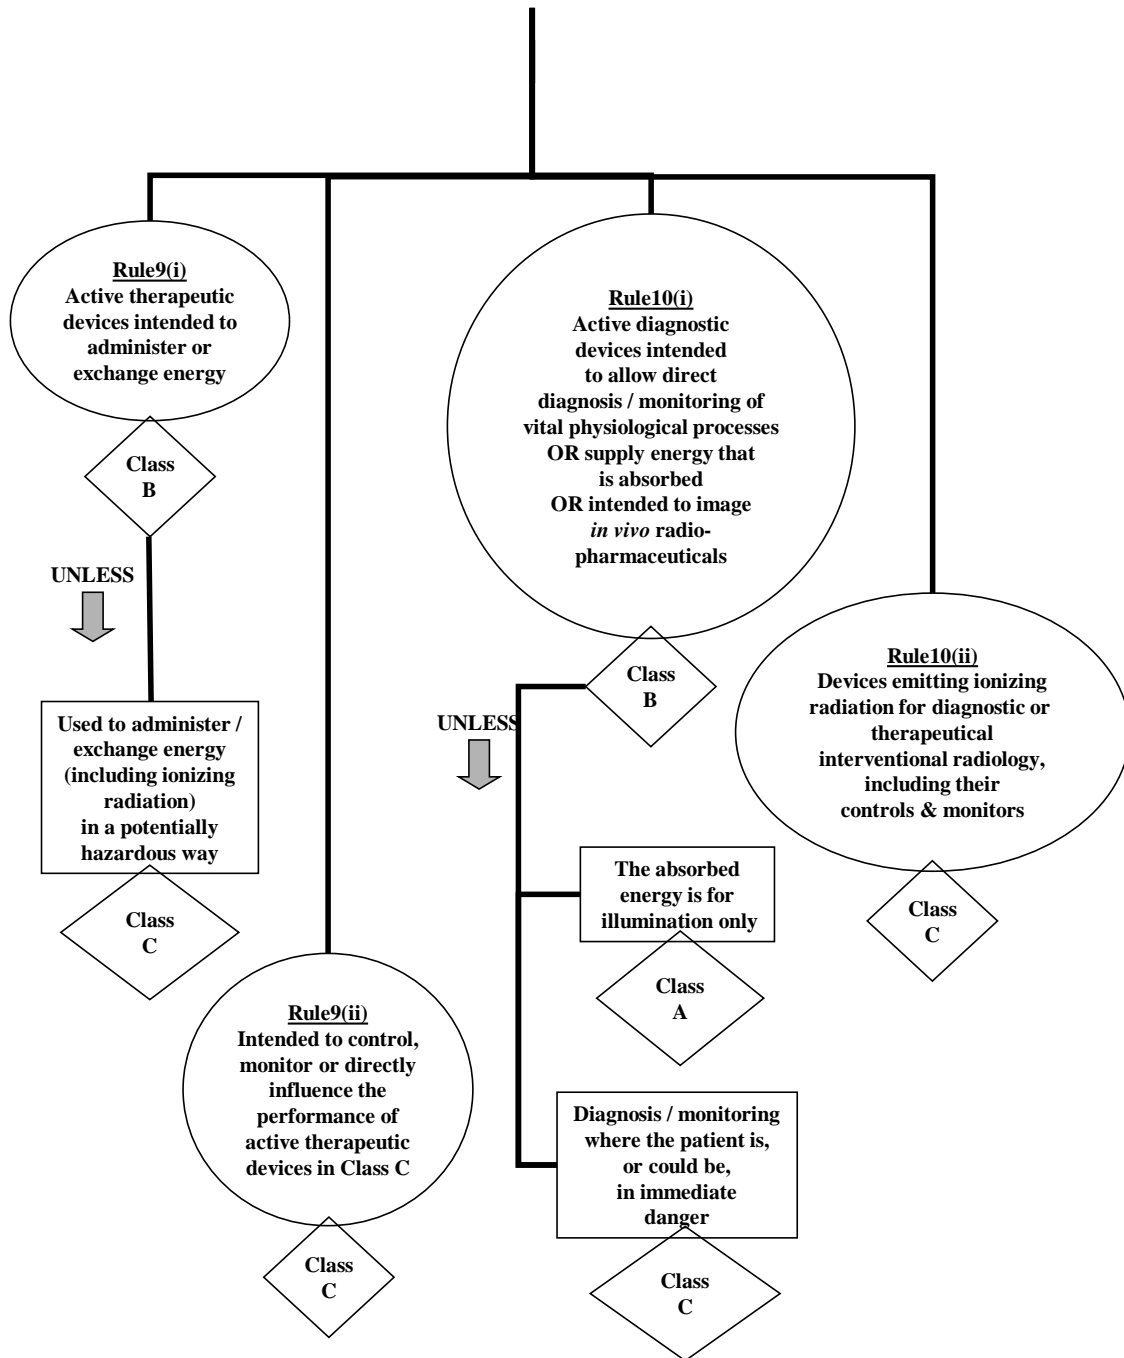 Rule9(i)
Active therapeutic
devices intended to
administer or
exchange energy
Class
B
UNLESS
Used to administer /
exchange energy
(including ionizing
radiation)
in a potentially
hazardous way
Class
C
Rule9(ii)
Intended to control,
monitor or directly
influence the
performance of
active therapeutic
devices in Class C
Class
C
Rule10(i)
Active diagnostic
devices intended
to allow direct
diagnosis / monitoring of
vital physiological processes
OR supply energy that
is absorbed
OR intended to image
in vivo radio-
pharmaceuticals
Class
B
UNLESS
The absorbed
energy is for
illumination only
Class
A
Diagnosis / monitoring
where the patient is,
or could be,
in immediate
danger
Class
C
Rule10(ii)
Devices emitting ionizing
radiation for diagnostic or
therapeutical
interventional radiology,
including their
controls & monitors
Class
C